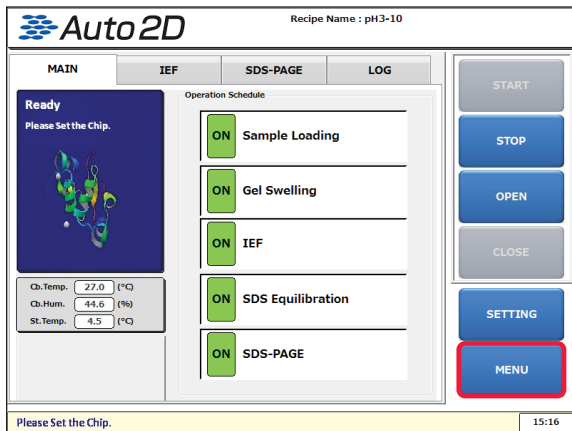 Auto2D
Recipe Name : pH3-10
MAIN
IEF
SDS-PAGE
LOG
Ready
Please Set the Chip.
Cb.Temp. 27.0 (°C)
Cb.Hum. 44.6 (%)
St.Temp. 4.5 (°C)
Operation Schedule
ON Sample Loading
ON Gel Swelling
ON IEF
ON SDS Equilibration
ON SDS-PAGE
START
STOP
OPEN
CLOSE
SETTING
MENU
Please Set the Chip.
15:16